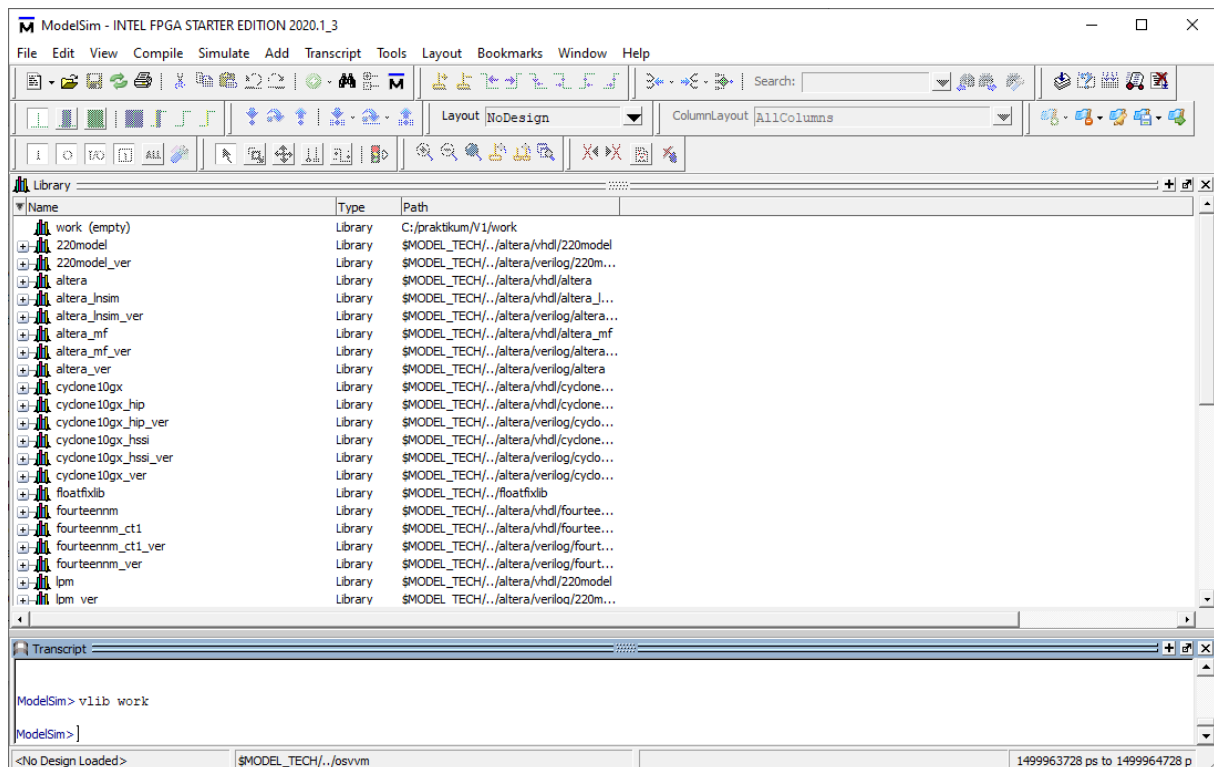 ModelSim - INTEL FPGA STARTER EDITION 2020.1_3
File Edit View Compile Simulate Add Transcript Tools Layout Bookmarks Window Help
Search:
Layout NoDesign ColumnLayout AllColumns
I/O ALL
Library
Name Type Path
work (empty) Library C:/praktikum/V1/work
220model Library $MODEL_TECH/../altera/vhdl/220model
220model_ver Library $MODEL_TECH/../altera/verilog/220m...
altera Library $MODEL_TECH/../altera/vhdl/altera
altera_lnsim Library $MODEL_TECH/../altera/vhdl/altera_l...
altera_lnsim_ver Library $MODEL_TECH/../altera/verilog/altera...
altera_mf Library $MODEL_TECH/../altera/vhdl/altera_mf
altera_mf_ver Library $MODEL_TECH/../altera/verilog/altera...
altera_ver Library $MODEL_TECH/../altera/verilog/altera
cyclone10gx Library $MODEL_TECH/../altera/vhdl/cyclone...
cyclone10gx_hip Library $MODEL_TECH/../altera/vhdl/cyclone...
cyclone10gx_hip_ver Library $MODEL_TECH/../altera/verilog/cyclo...
cyclone10gx_hssi Library $MODEL_TECH/../altera/vhdl/cyclone...
cyclone10gx_hssi_ver Library $MODEL_TECH/../altera/verilog/cyclo...
cyclone10gx_ver Library $MODEL_TECH/../altera/verilog/cyclo...
floatfixlib Library $MODEL_TECH/../floatfixlib
fourteennm Library $MODEL_TECH/../altera/vhdl/fourtee...
fourteennm_ct1 Library $MODEL_TECH/../altera/vhdl/fourtee...
fourteennm_ct1_ver Library $MODEL_TECH/../altera/verilog/fourt...
fourteennm_ver Library $MODEL_TECH/../altera/verilog/fourt...
lpm Library $MODEL_TECH/../altera/vhdl/220model
lpm_ver Library $MODEL_TECH/../altera/verilog/220m...
Transcript
ModelSim> vlib work
ModelSim>
<No Design Loaded> $MODEL_TECH/../osvvm 1499963728 ps to 1499964728 p